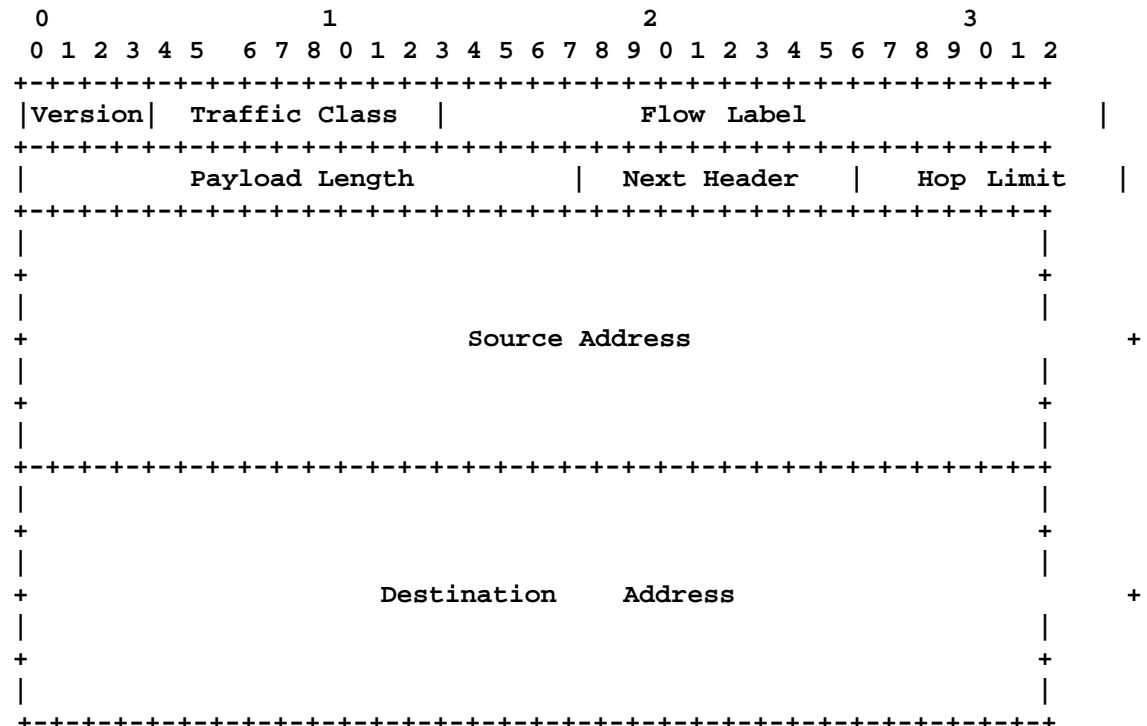 0 1 2 3
0 1 2 3 4 5 6 7 8 0 1 2 3 4 5 6 7 8 9 0 1 2 3 4 5 6 7 8 9 0 1 2
+-+-+-+-+-+-+-+-+-+-+-+-+-+-+-+-+-+-+-+-+-+-+-+-+-+-+-+-+-+-+-+-+
|Version| Traffic Class | Flow Label |
+-+-+-+-+-+-+-+-+-+-+-+-+-+-+-+-+-+-+-+-+-+-+-+-+-+-+-+-+-+-+-+-+
| Payload Length | Next Header | Hop Limit |
+-+-+-+-+-+-+-+-+-+-+-+-+-+-+-+-+-+-+-+-+-+-+-+-+-+-+-+-+-+-+-+-+
| |
+ +
| |
+ Source Address +
| |
+ +
| |
+-+-+-+-+-+-+-+-+-+-+-+-+-+-+-+-+-+-+-+-+-+-+-+-+-+-+-+-+-+-+-+-+
| |
+ +
| |
+ Destination Address +
| |
+ +
| |
+-+-+-+-+-+-+-+-+-+-+-+-+-+-+-+-+-+-+-+-+-+-+-+-+-+-+-+-+-+-+-+-+